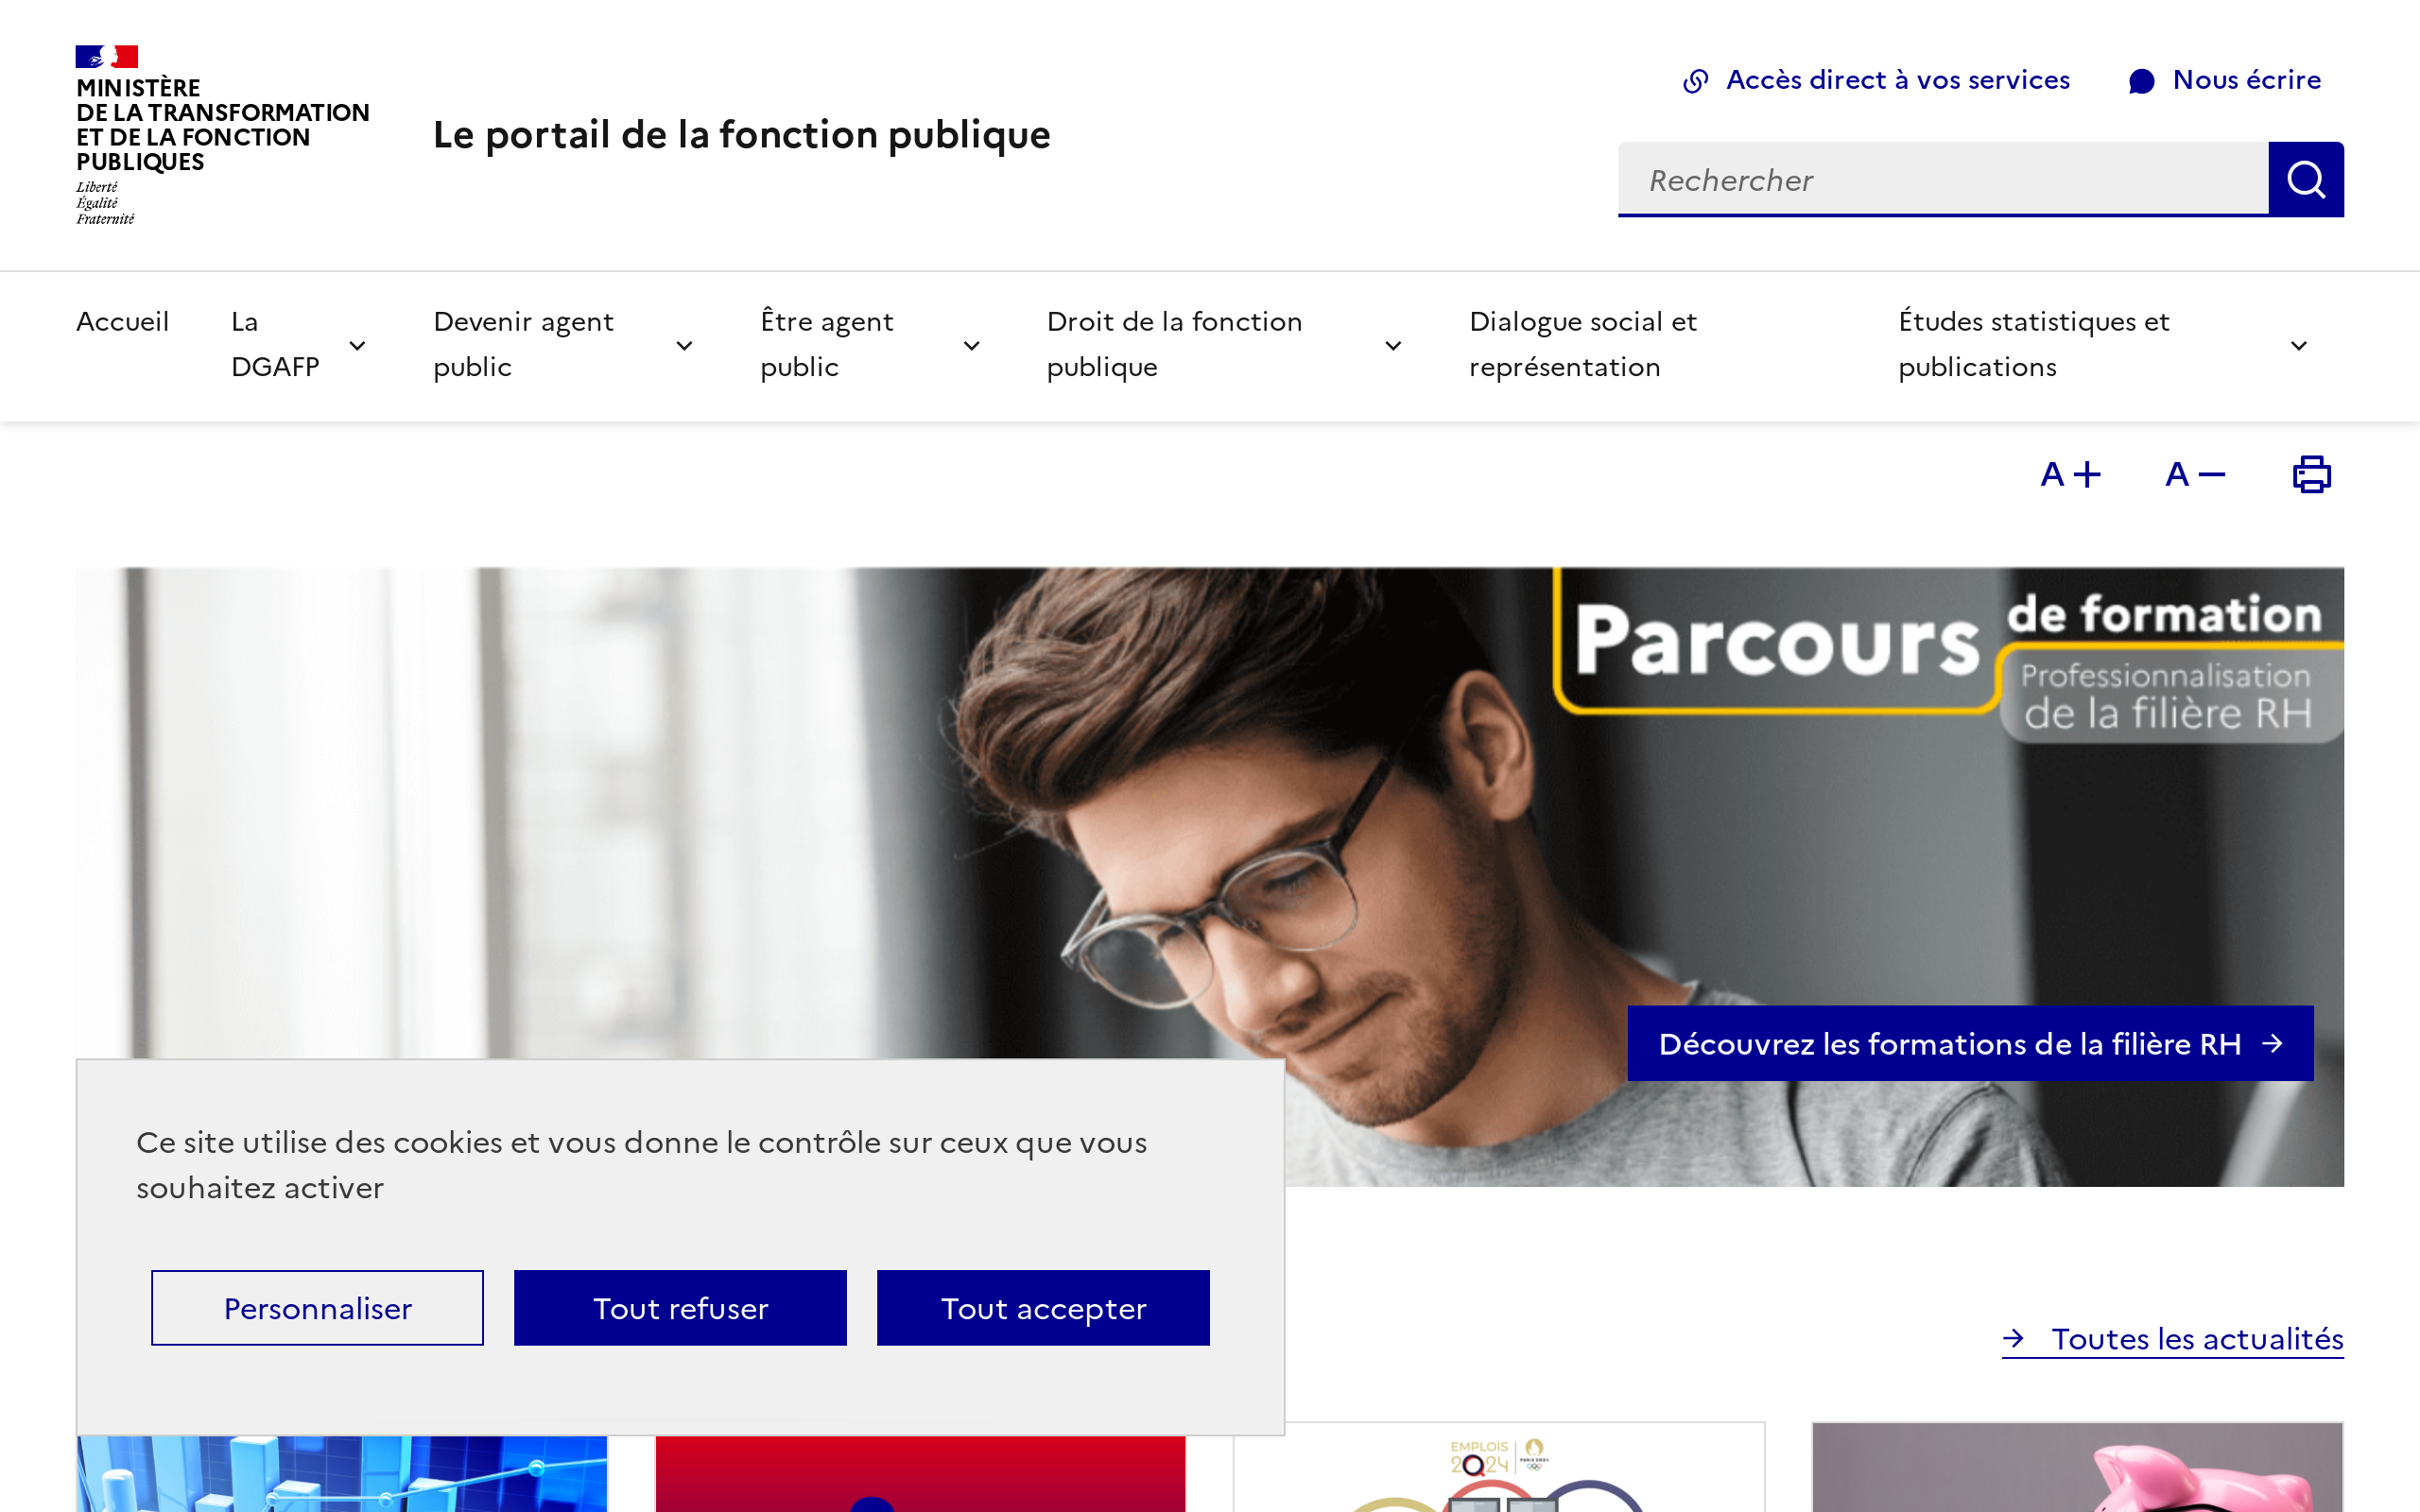 MINISTÈRE
DE LA TRANSFORMATION
ET DE LA FONCTION
PUBLIQUES
Liberté
Égalité
Fraternité
Le portail de la fonction publique
Accès direct à vos services
Nous écrire
Rechercher
Accueil
La
DGAFP
Devenir agent
public
Être agent
public
Droit de la fonction
publique
Dialogue social et
représentation
Études statistiques et
publications
A+
A−
Parcours
de formation
Professionnalisation
de la filière RH
Découvrez les formations de la filière RH
Ce site utilise des cookies et vous donne le contrôle sur ceux que vous
souhaitez activer
Personnaliser
Tout refuser
Tout accepter
Toutes les actualités
EMPLOIS
2024
PARIS 2024